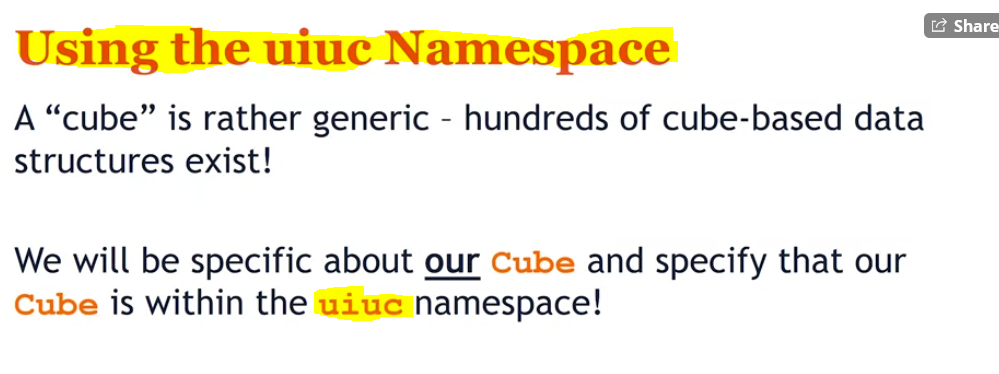 Share
Using the uiuc Namespace
A “cube” is rather generic – hundreds of cube-based data
structures exist!
We will be specific about our Cube and specify that our
Cube is within the uiuc namespace!